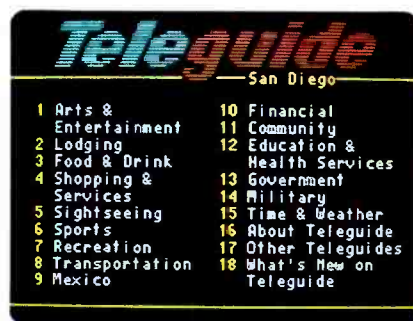 Teleguide
San Diego
1 Arts &
Entertainment
2 Lodging
3 Food & Drink
4 Shopping &
Services
5 Sightseeing
6 Sports
7 Recreation
8 Transportation
9 Mexico
10 Financial
11 Community
12 Education &
Health Services
13 Government
14 Military
15 Time & Weather
16 About Teleguide
17 Other Teleguides
18 What's New on
Teleguide